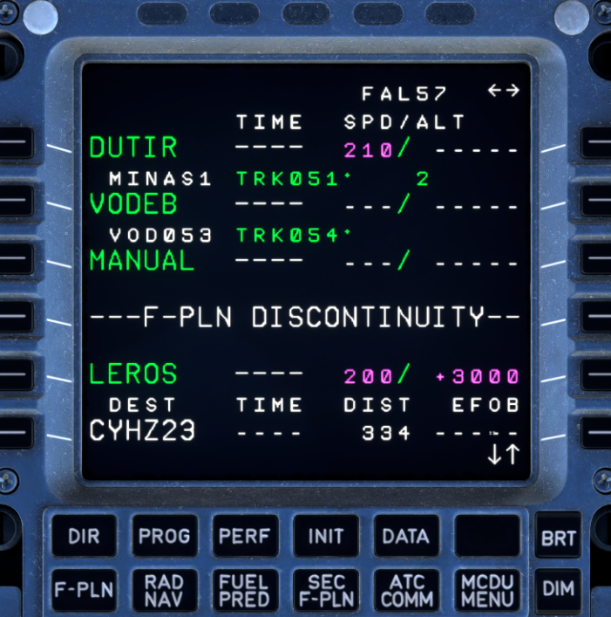 FAL57 ←→
TIME SPD/ALT
DUTIR ---- 210/ -----
MINAS1 TRK051° 2
VODEB ---- ---/ -----
VOD053 TRK054°
MANUAL ---- ---/ -----
---F-PLN DISCONTINUITY--
LEROS ---- 200/ +3000
DEST TIME DIST EFOB
CYHZ23 ---- 334 -----
↓↑
DIR PROG PERF INIT DATA BRT
F-PLN RAD NAV FUEL PRED SEC F-PLN ATC COMM MCDU MENU DIM